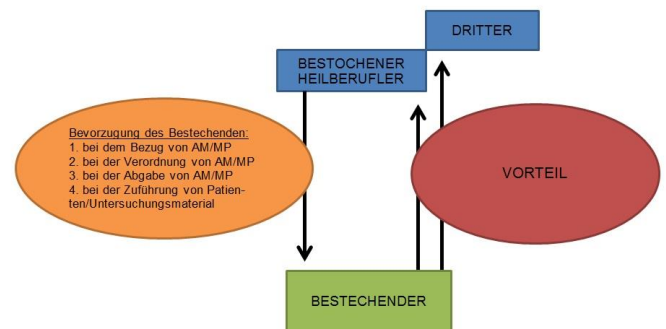 DRITTER
BESTOCHENER
HEILBERUFLER
Bevorzugung des Bestechenden:
1. bei dem Bezug von AM/MP
2. bei der Verordnung von AM/MP
3. bei der Abgabe von AM/MP
4. bei der Zuführung von Patien-
ten/Untersuchungsmaterial
VORTEIL
BESTECHENDER